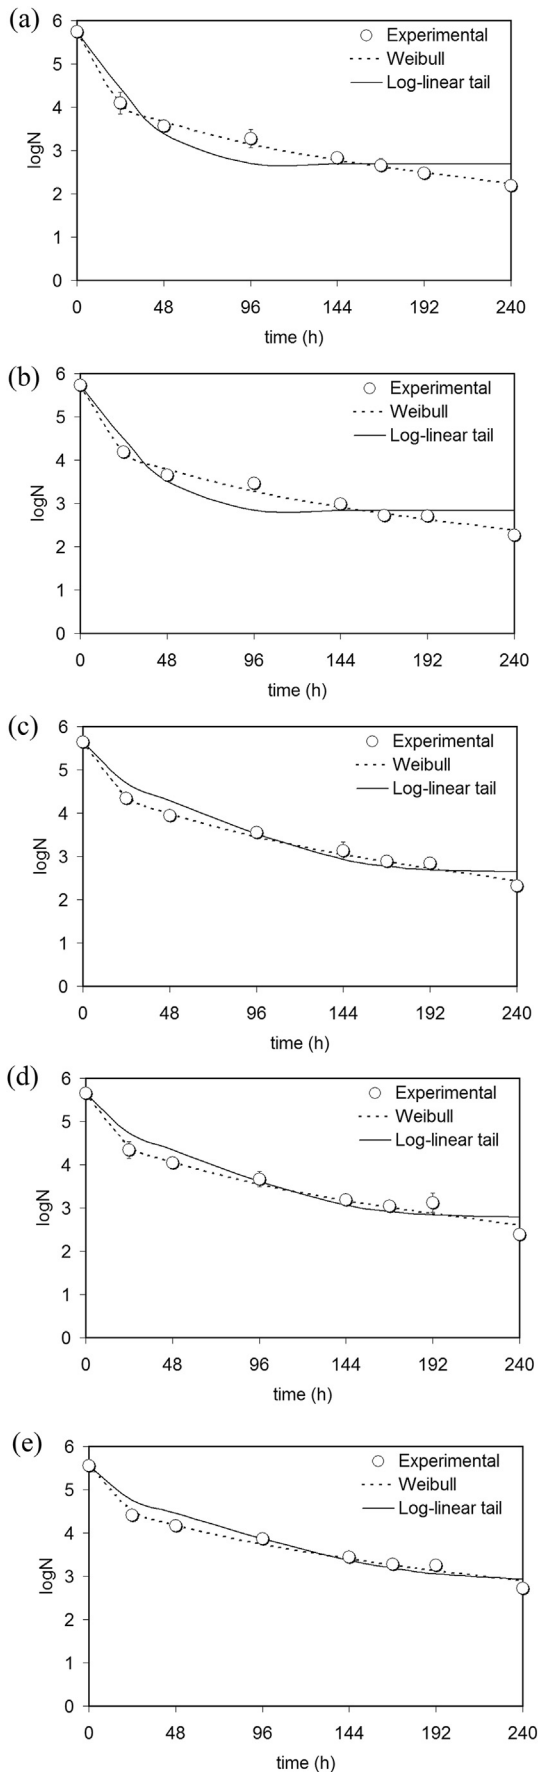 (a)
6
Experimental
Weibull
Log-linear tail
5
4
3
2
1
0
logN
0 48 96 144 192 240
time (h)
(b)
6
Experimental
Weibull
Log-linear tail
5
4
3
2
1
0
logN
0 48 96 144 192 240
time (h)
(c)
6
Experimental
Weibull
Log-linear tail
5
4
3
2
1
0
logN
0 48 96 144 192 240
time (h)
(d)
6
Experimental
Weibull
Log-linear tail
5
4
3
2
1
0
logN
0 48 96 144 192 240
time (h)
(e)
6
Experimental
Weibull
Log-linear tail
5
4
3
2
1
0
logN
0 48 96 144 192 240
time (h)